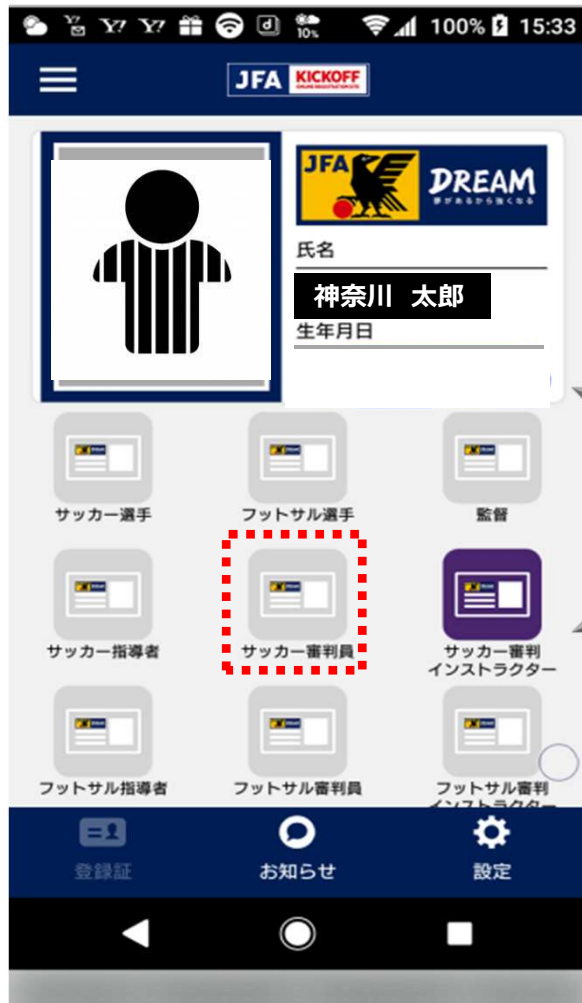 10%
100%
15:33
JFA KICKOFF
JFA
DREAM
夢があるから強くなる
氏名
神奈川 太郎
生年月日
サッカー選手
フットサル選手
監督
サッカー指導者
サッカー審判員
サッカー審判
インストラクター
フットサル指導者
フットサル審判員
フットサル審判
インストラクター
登録証
お知らせ
設定